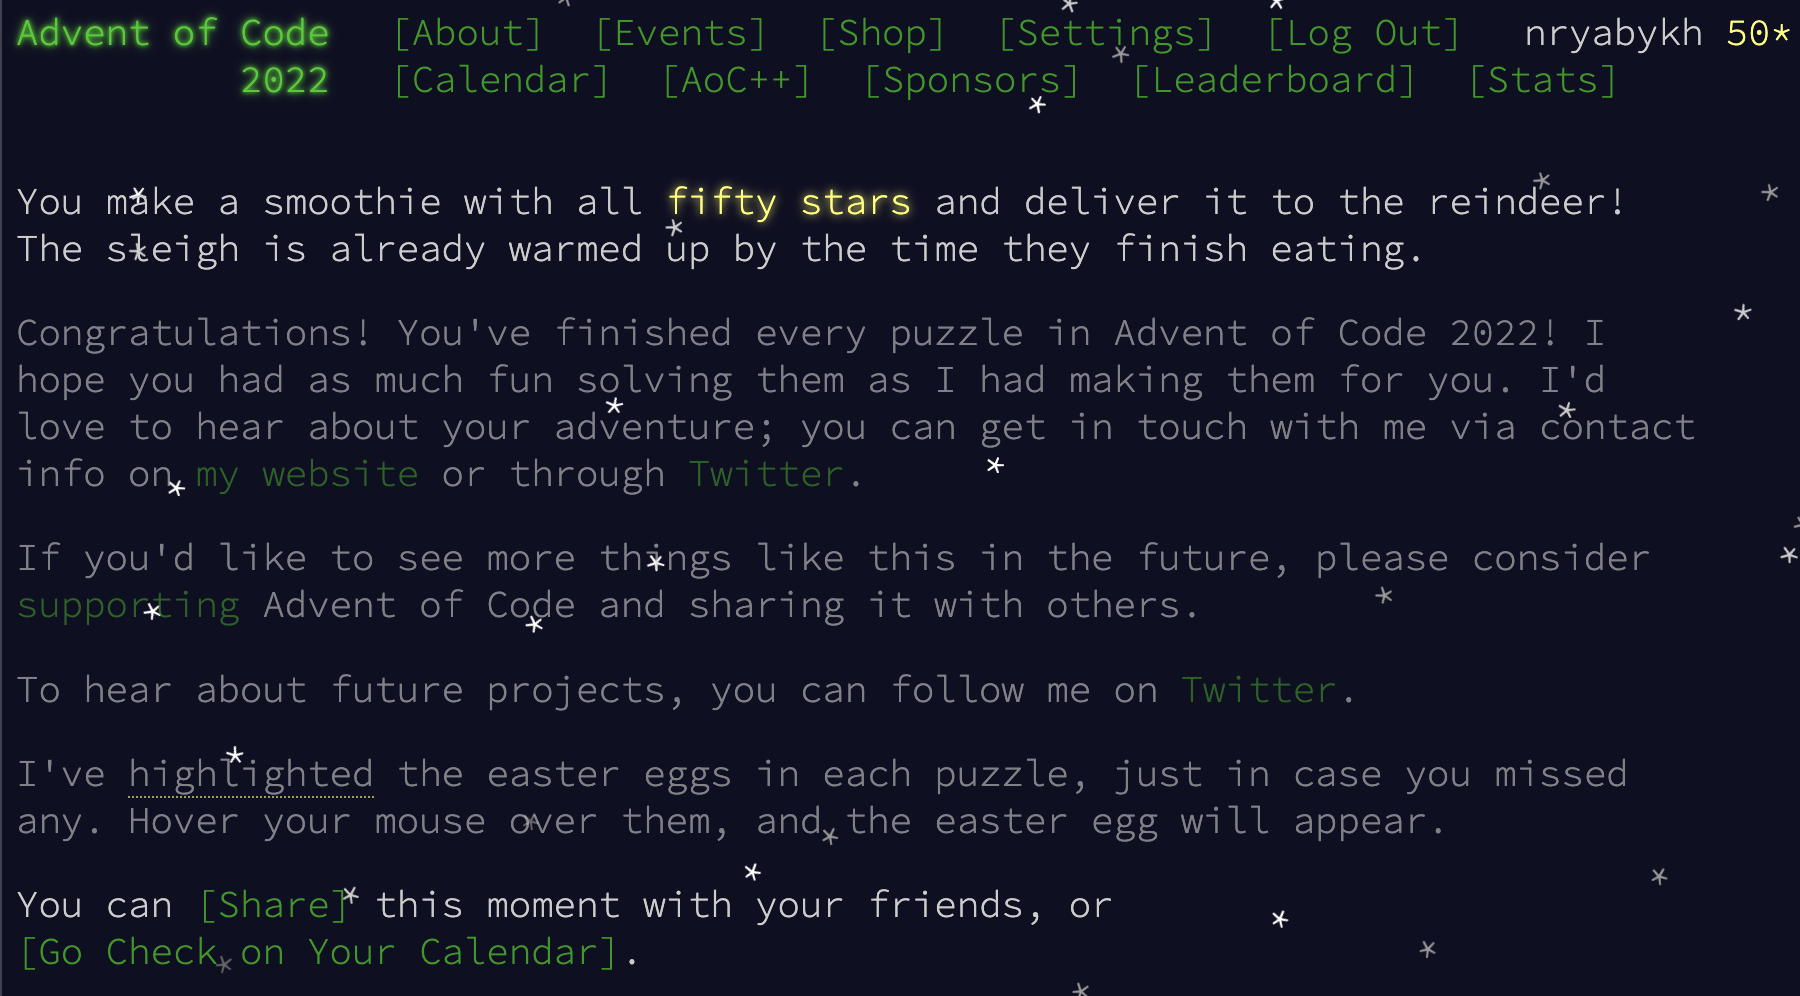 Advent of Code [About] [Events] [Shop] [Settings] [Log Out] nryabykh 50*
2022 [Calendar] [AoC++] [Sponsors] [Leaderboard] [Stats]
You make a smoothie with all fifty stars and deliver it to the reindeer!
The sleigh is already warmed up by the time they finish eating.
Congratulations! You've finished every puzzle in Advent of Code 2022! I
hope you had as much fun solving them as I had making them for you. I'd
love to hear about your adventure; you can get in touch with me via contact
info on my website or through Twitter.
If you'd like to see more things like this in the future, please consider
supporting Advent of Code and sharing it with others.
To hear about future projects, you can follow me on Twitter.
I've highlighted the easter eggs in each puzzle, just in case you missed
any. Hover your mouse over them, and the easter egg will appear.
You can [Share] this moment with your friends, or
[Go Check on Your Calendar].